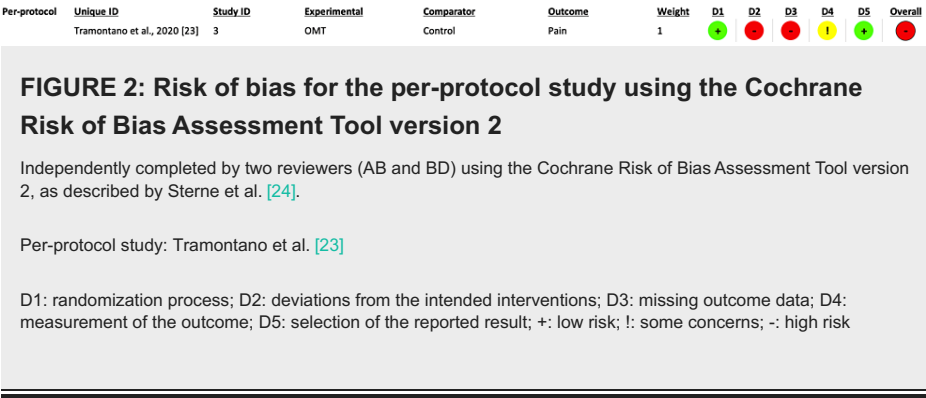 Per-protocol Unique ID Study ID Experimental Comparator Outcome Weight D1 D2 D3 D4 D5 Overall
Tramontano et al., 2020 [23] 3 OMT Control Pain 1 + - - ! + -
FIGURE 2: Risk of bias for the per-protocol study using the Cochrane
Risk of Bias Assessment Tool version 2
Independently completed by two reviewers (AB and BD) using the Cochrane Risk of Bias Assessment Tool version
2, as described by Sterne et al. [24].
Per-protocol study: Tramontano et al. [23]
D1: randomization process; D2: deviations from the intended interventions; D3: missing outcome data; D4:
measurement of the outcome; D5: selection of the reported result; +: low risk; !: some concerns; -: high risk